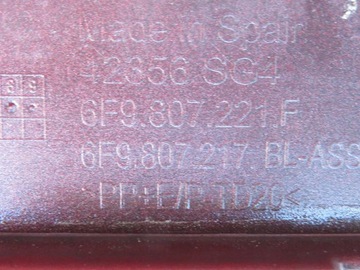 Made in Spain
42356 SG4
6F9.807.221.F
6F9.807.217 BL-ASS
>PP+E/P-TD20<